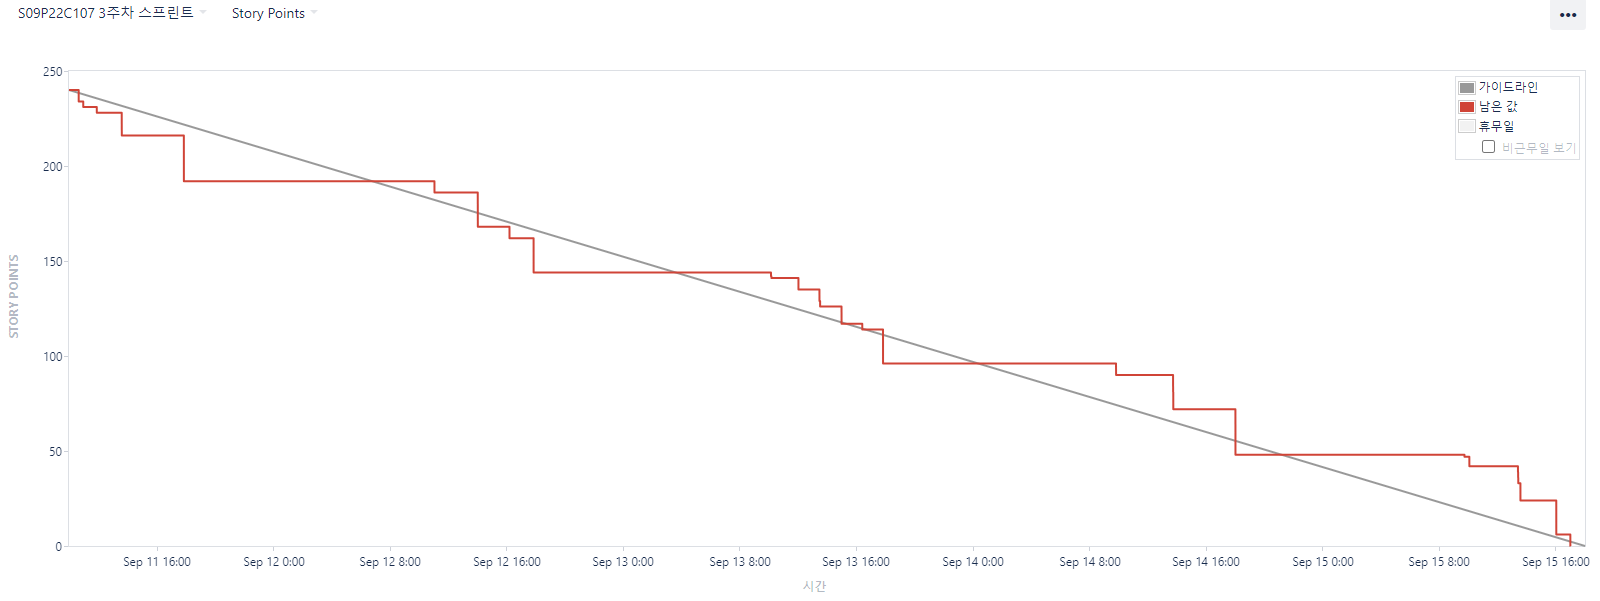 S09P22C107 3주차 스프린트
Story Points
•••
가이드라인
남은 값
휴무일
비근무일 보기
STORY POINTS
250
200
150
100
50
0
Sep 11 16:00
Sep 12 0:00
Sep 12 8:00
Sep 12 16:00
Sep 13 0:00
Sep 13 8:00
Sep 13 16:00
Sep 14 0:00
Sep 14 8:00
Sep 14 16:00
Sep 15 0:00
Sep 15 8:00
Sep 15 16:00
시간